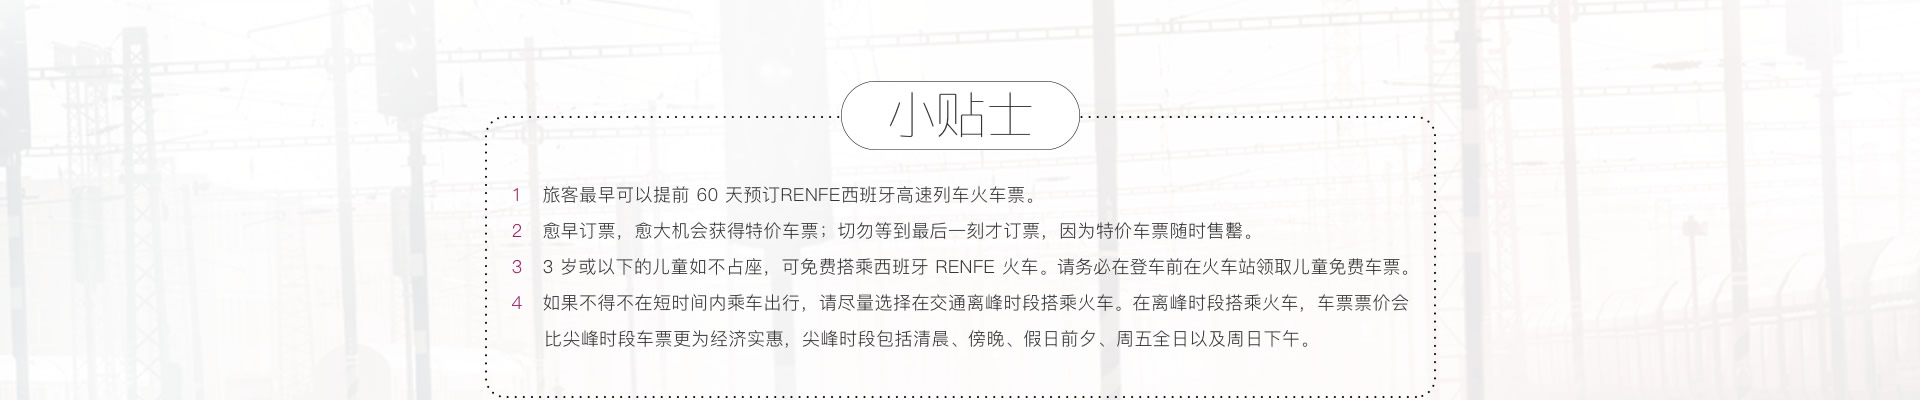 小贴士
1 旅客最早可以提前 60 天预订RENFE西班牙高速列车火车票。
2 愈早订票，愈大机会获得特价车票；切勿等到最后一刻才订票，因为特价车票随时售罄。
3 3 岁或以下的儿童如不占座，可免费搭乘西班牙 RENFE 火车。请务必在登车前在火车站领取儿童免费车票。
4 如果不得不在短时间内乘车出行，请尽量选择在交通离峰时段搭乘火车。在离峰时段搭乘火车，车票票价会
比尖峰时段车票更为经济实惠，尖峰时段包括清晨、傍晚、假日前夕、周五全日以及周日下午。